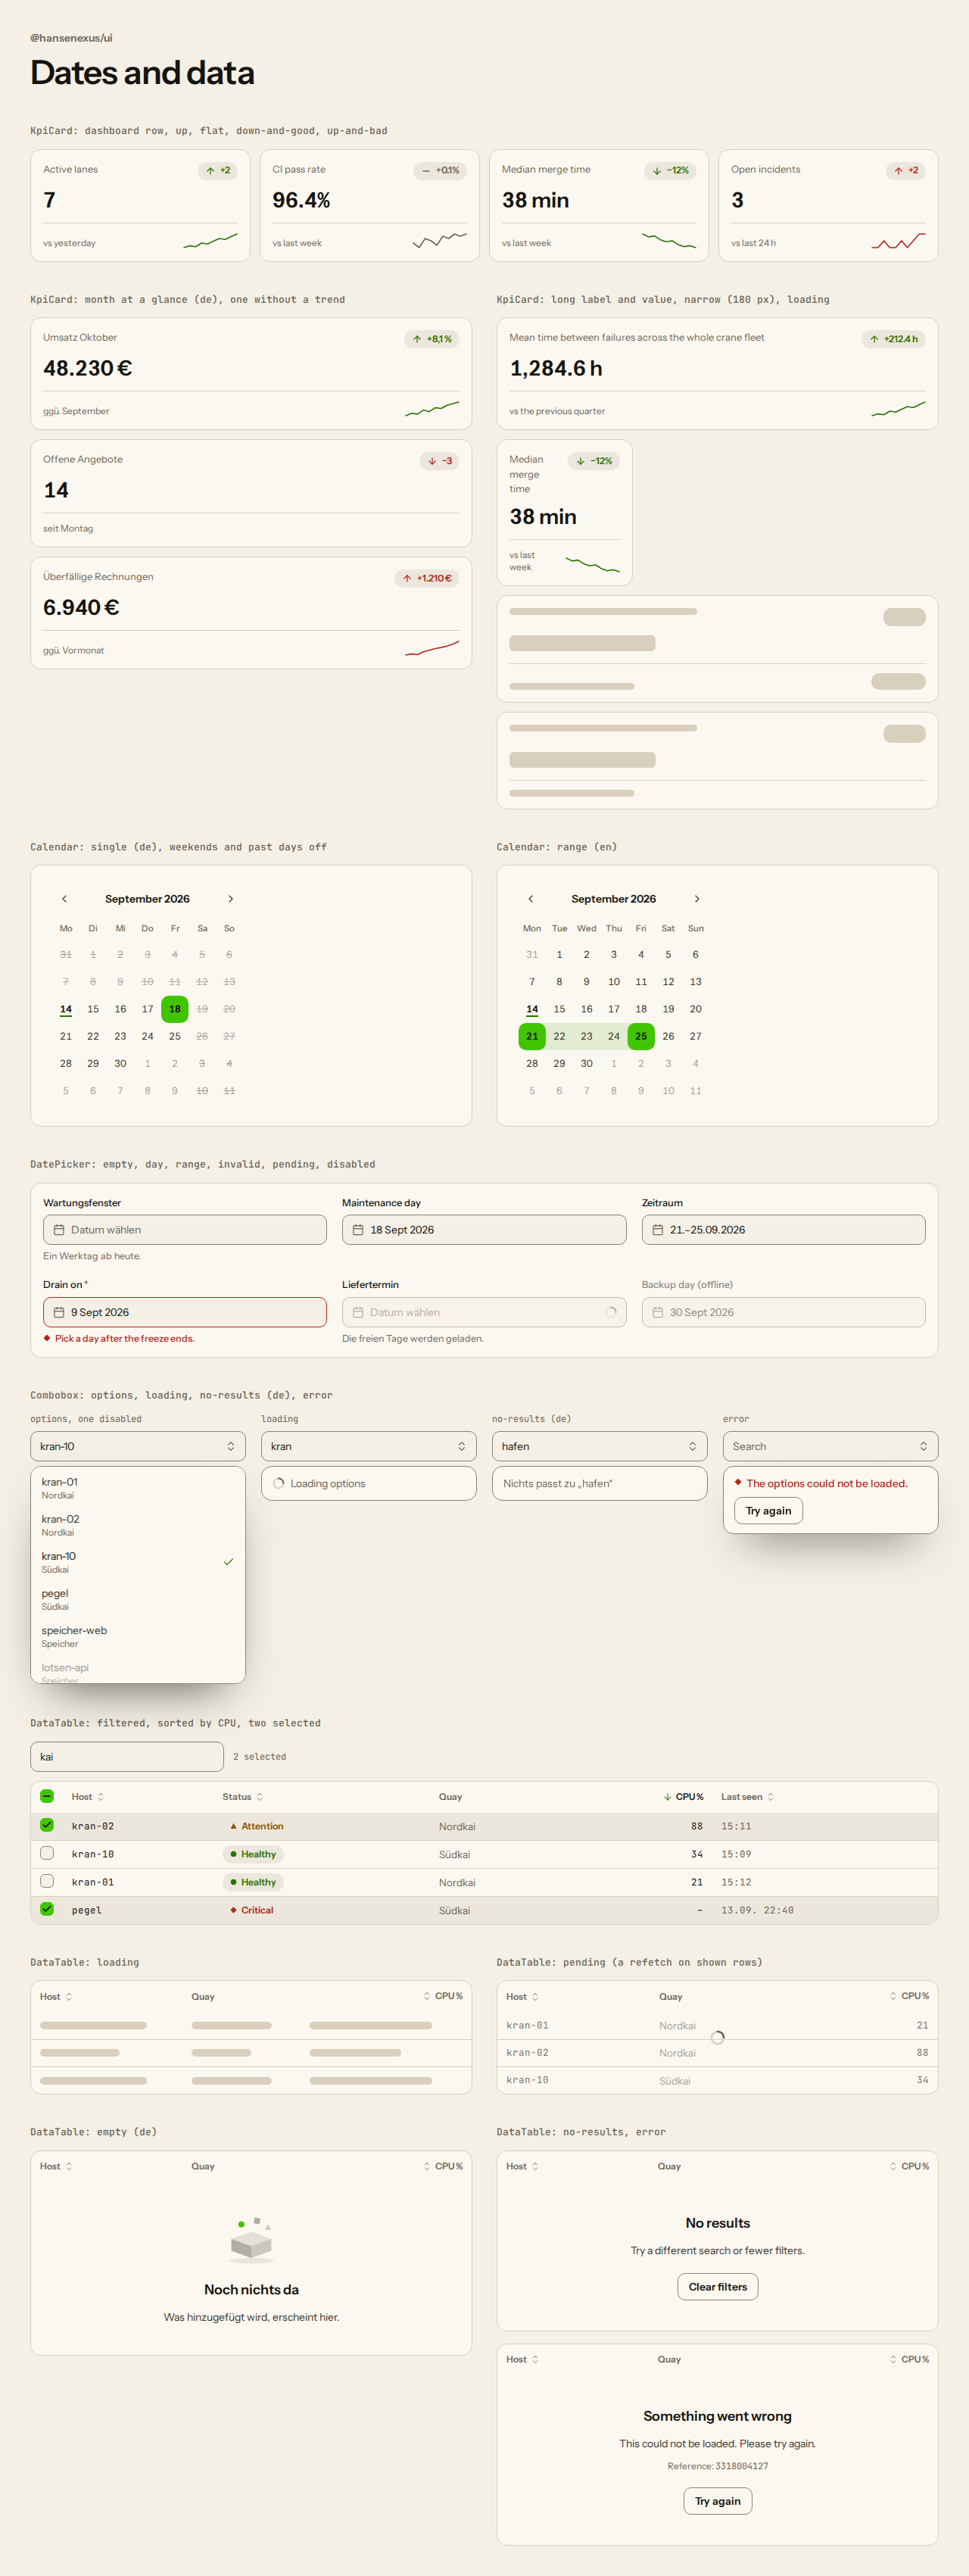 @hansenexus/ui
Dates and data
KpiCard: dashboard row, up, flat, down-and-good, up-and-bad
Active lanes
+2
7
vs yesterday
CI pass rate
+0.1%
96.4%
vs last week
Median merge time
−12%
38 min
vs last week
Open incidents
+2
3
vs last 24 h
KpiCard: month at a glance (de), one without a trend
Umsatz Oktober
+8,1 %
48.230 €
ggü. September
Offene Angebote
−3
14
seit Montag
Überfällige Rechnungen
+1.210 €
6.940 €
ggü. Vormonat
KpiCard: long label and value, narrow (180 px), loading
Mean time between failures across the whole crane fleet
+212.4 h
1,284.6 h
vs the previous quarter
Median
merge
time
−12%
38 min
vs last
week
Calendar: single (de), weekends and past days off
September 2026
Mo Di Mi Do Fr Sa So
31 1 2 3 4 5 6
7 8 9 10 11 12 13
14 15 16 17 18 19 20
21 22 23 24 25 26 27
28 29 30 1 2 3 4
5 6 7 8 9 10 11
Calendar: range (en)
September 2026
Mon Tue Wed Thu Fri Sat Sun
31 1 2 3 4 5 6
7 8 9 10 11 12 13
14 15 16 17 18 19 20
21 22 23 24 25 26 27
28 29 30 1 2 3 4
5 6 7 8 9 10 11
DatePicker: empty, day, range, invalid, pending, disabled
Wartungsfenster
Datum wählen
Ein Werktag ab heute.
Maintenance day
18 Sept 2026
Zeitraum
21.–25.09.2026
Drain on *
9 Sept 2026
Pick a day after the freeze ends.
Liefertermin
Datum wählen
Die freien Tage werden geladen.
Backup day (offline)
30 Sept 2026
Combobox: options, loading, no-results (de), error
options, one disabled
kran-10
kran-01
Nordkai
kran-02
Nordkai
kran-10
Südkai
pegel
Südkai
speicher-web
Speicher
lotsen-api
Speicher
loading
kran
Loading options
no-results (de)
hafen
Nichts passt zu „hafen“
error
Search
The options could not be loaded.
Try again
DataTable: filtered, sorted by CPU, two selected
kai
2 selected
Host Status Quay CPU % Last seen
kran-02 Attention Nordkai 88 15:11
kran-10 Healthy Südkai 34 15:09
kran-01 Healthy Nordkai 21 15:12
pegel Critical Südkai – 13.09. 22:40
DataTable: loading
Host Quay CPU %
DataTable: pending (a refetch on shown rows)
Host Quay CPU %
kran-01 Nordkai 21
kran-02 Nordkai 88
kran-10 Südkai 34
DataTable: empty (de)
Host Quay CPU %
Noch nichts da
Was hinzugefügt wird, erscheint hier.
DataTable: no-results, error
Host Quay CPU %
No results
Try a different search or fewer filters.
Clear filters
Host Quay CPU %
Something went wrong
This could not be loaded. Please try again.
Reference: 3318004127
Try again